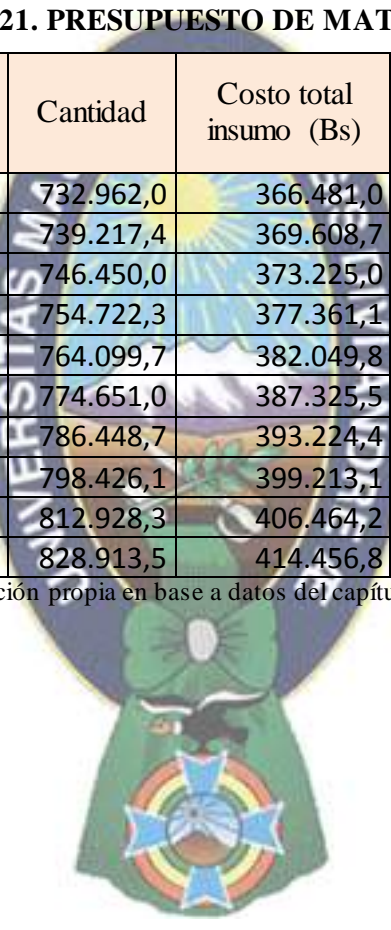 21. PRESUPUESTO DE MAT
Cantidad
Costo total
insumo (Bs)
732.962,0 366.481,0
739.217,4 369.608,7
746.450,0 373.225,0
754.722,3 377.361,1
764.099,7 382.049,8
774.651,0 387.325,5
786.448,7 393.224,4
798.426,1 399.213,1
812.928,3 406.464,2
828.913,5 414.456,8
ción propia en base a datos del capítu